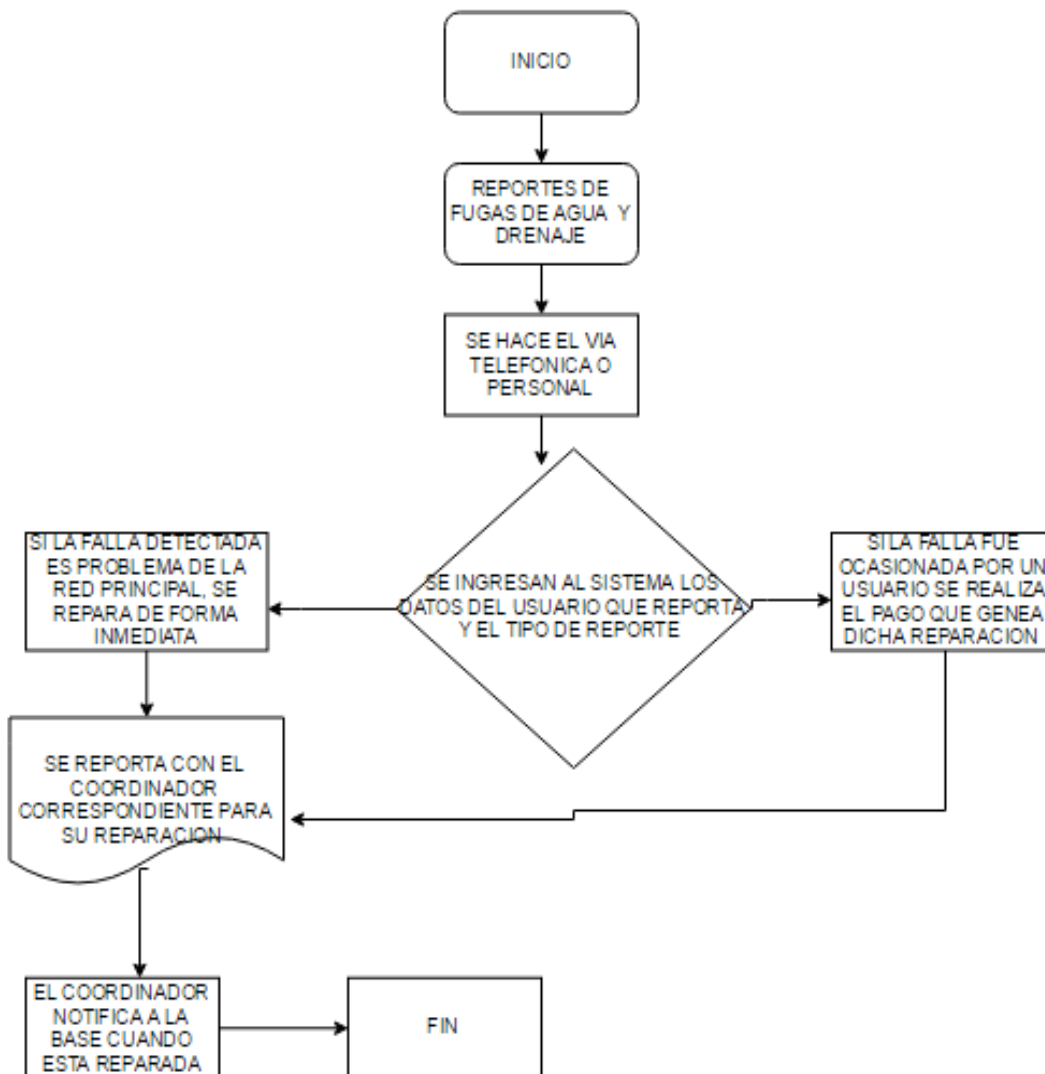 INICIO
REPORTES DE
FUGAS DE AGUA Y
DRENAJE
SE HACE EL VIA
TELEFONICA O
PERSONAL
SE INGRESAN AL SISTEMA LOS
DATOS DEL USUARIO QUE REPORTA
Y EL TIPO DE REPORTE
SI LA FALLA DETECTADA
ES PROBLEMA DE LA
RED PRINCIPAL, SE
REPARA DE FORMA
INMEDIATA
SI LA FALLA FUE
OCASIONADA POR UN
USUARIO SE REALIZA
EL PAGO QUE GENEA
DICHA REPARACION
SE REPORTA CON EL
COORDINADOR
CORRESPONDIENTE PARA
SU REPARACION
EL COORDINADOR
NOTIFICA A LA
BASE CUANDO
ESTA REPARADA
FIN